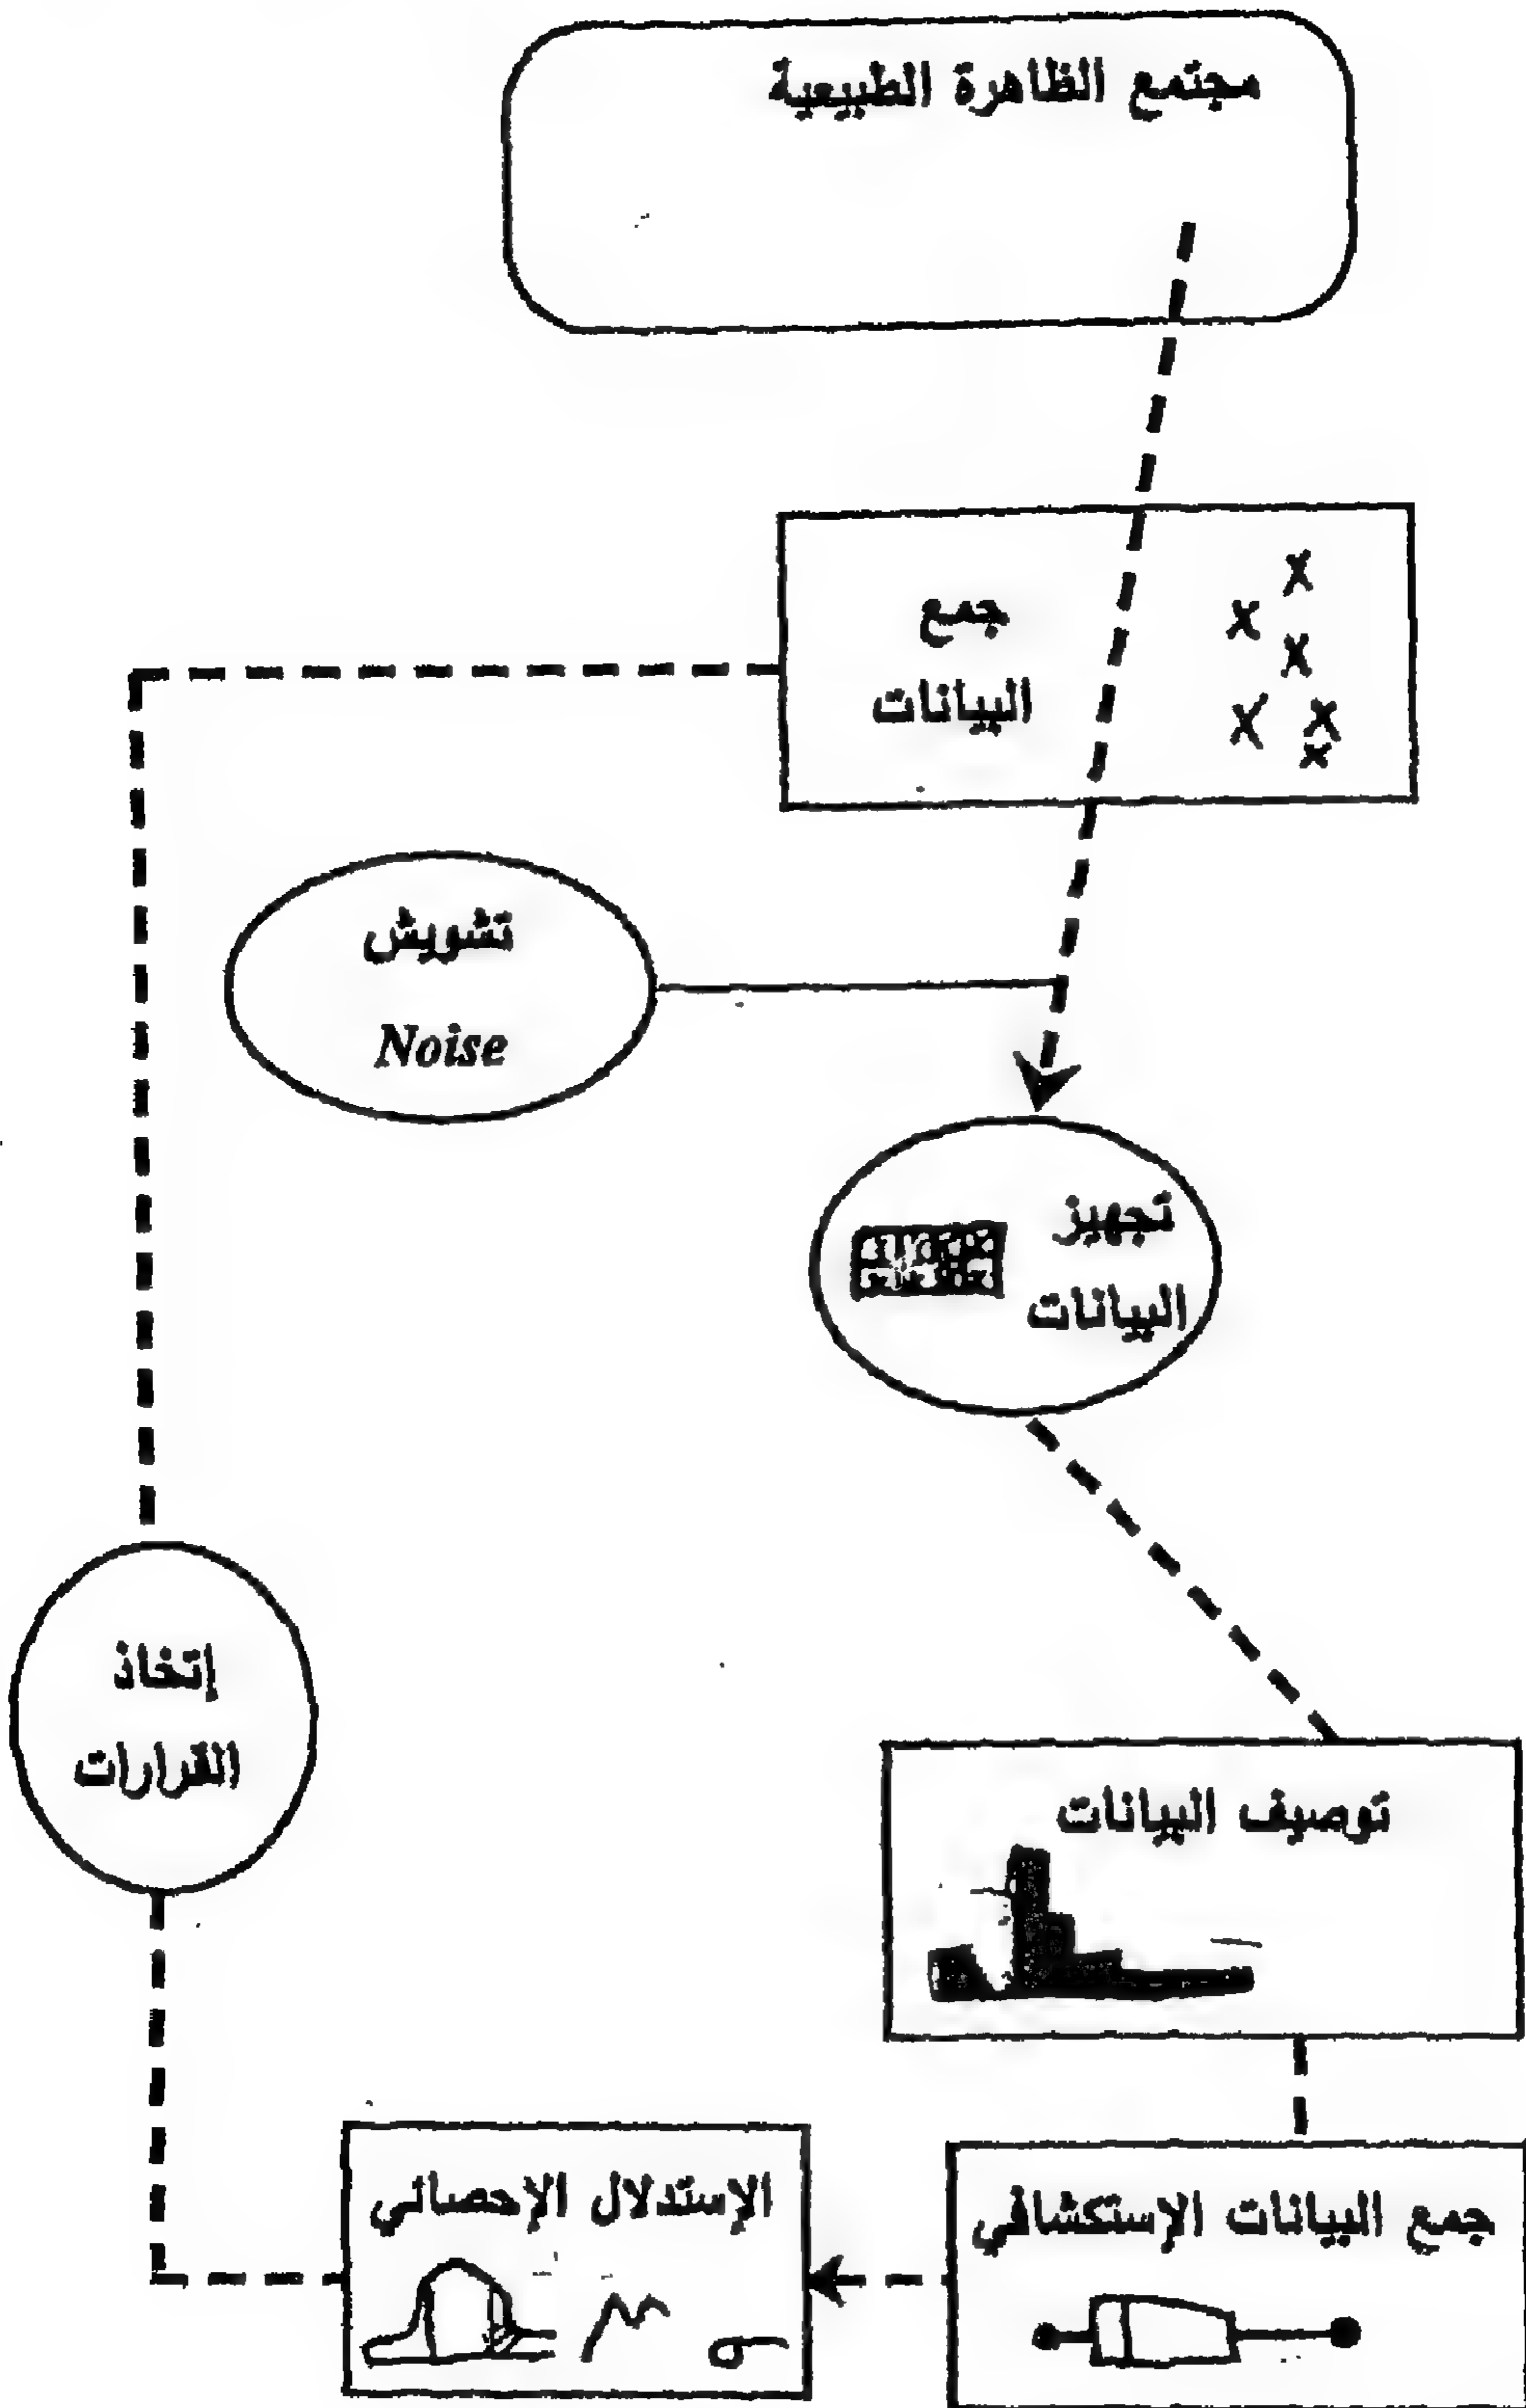 مجتمع الظاهرة الطبيعية
جمع
البيانات
x
x
x
x
x
x
تشويش
Noise
تجهيز
البيانات
إتخاذ
القرارات
توصيف البيانات
جمع البيانات الإستكشافي
الإستدلال الإحصائي
μ σ